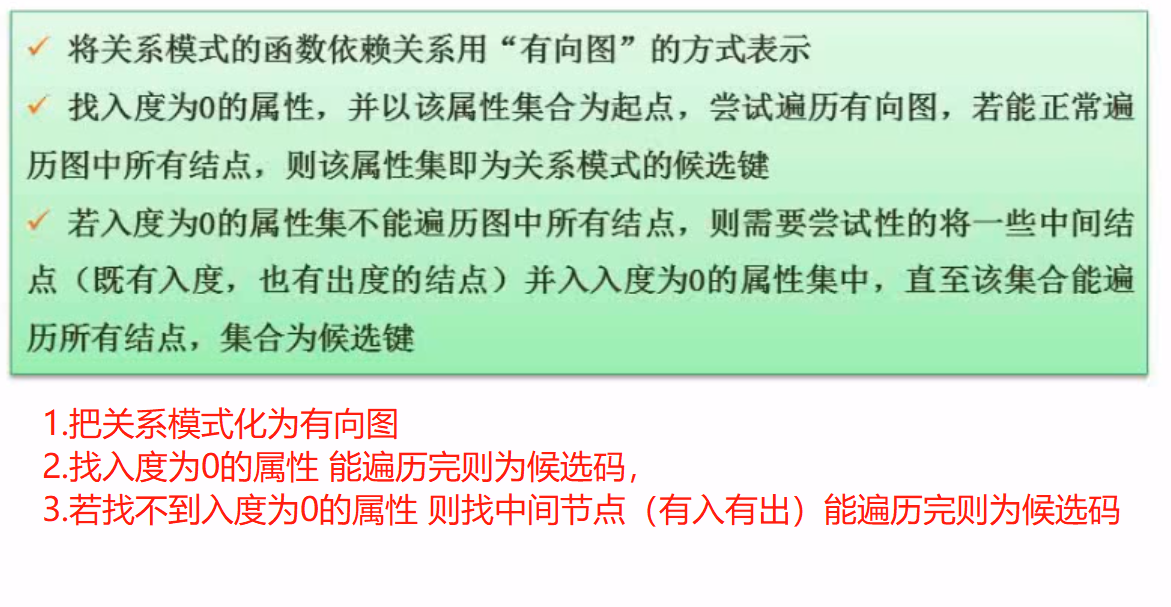 ✓ 将关系模式的函数依赖关系用“有向图”的方式表示
✓ 找入度为0的属性，并以该属性集合为起点，尝试遍历有向图，若能正常遍
历图中所有结点，则该属性集即为关系模式的候选键
✓ 若入度为0的属性集不能遍历图中所有结点，则需要尝试性的将一些中间结
点（既有入度，也有出度的结点）并入入度为0的属性集中，直至该集合能遍
历所有结点，集合为候选键
1.把关系模式化为有向图
2.找入度为0的属性 能遍历完则为候选码，
3.若找不到入度为0的属性 则找中间节点（有入有出）能遍历完则为候选码